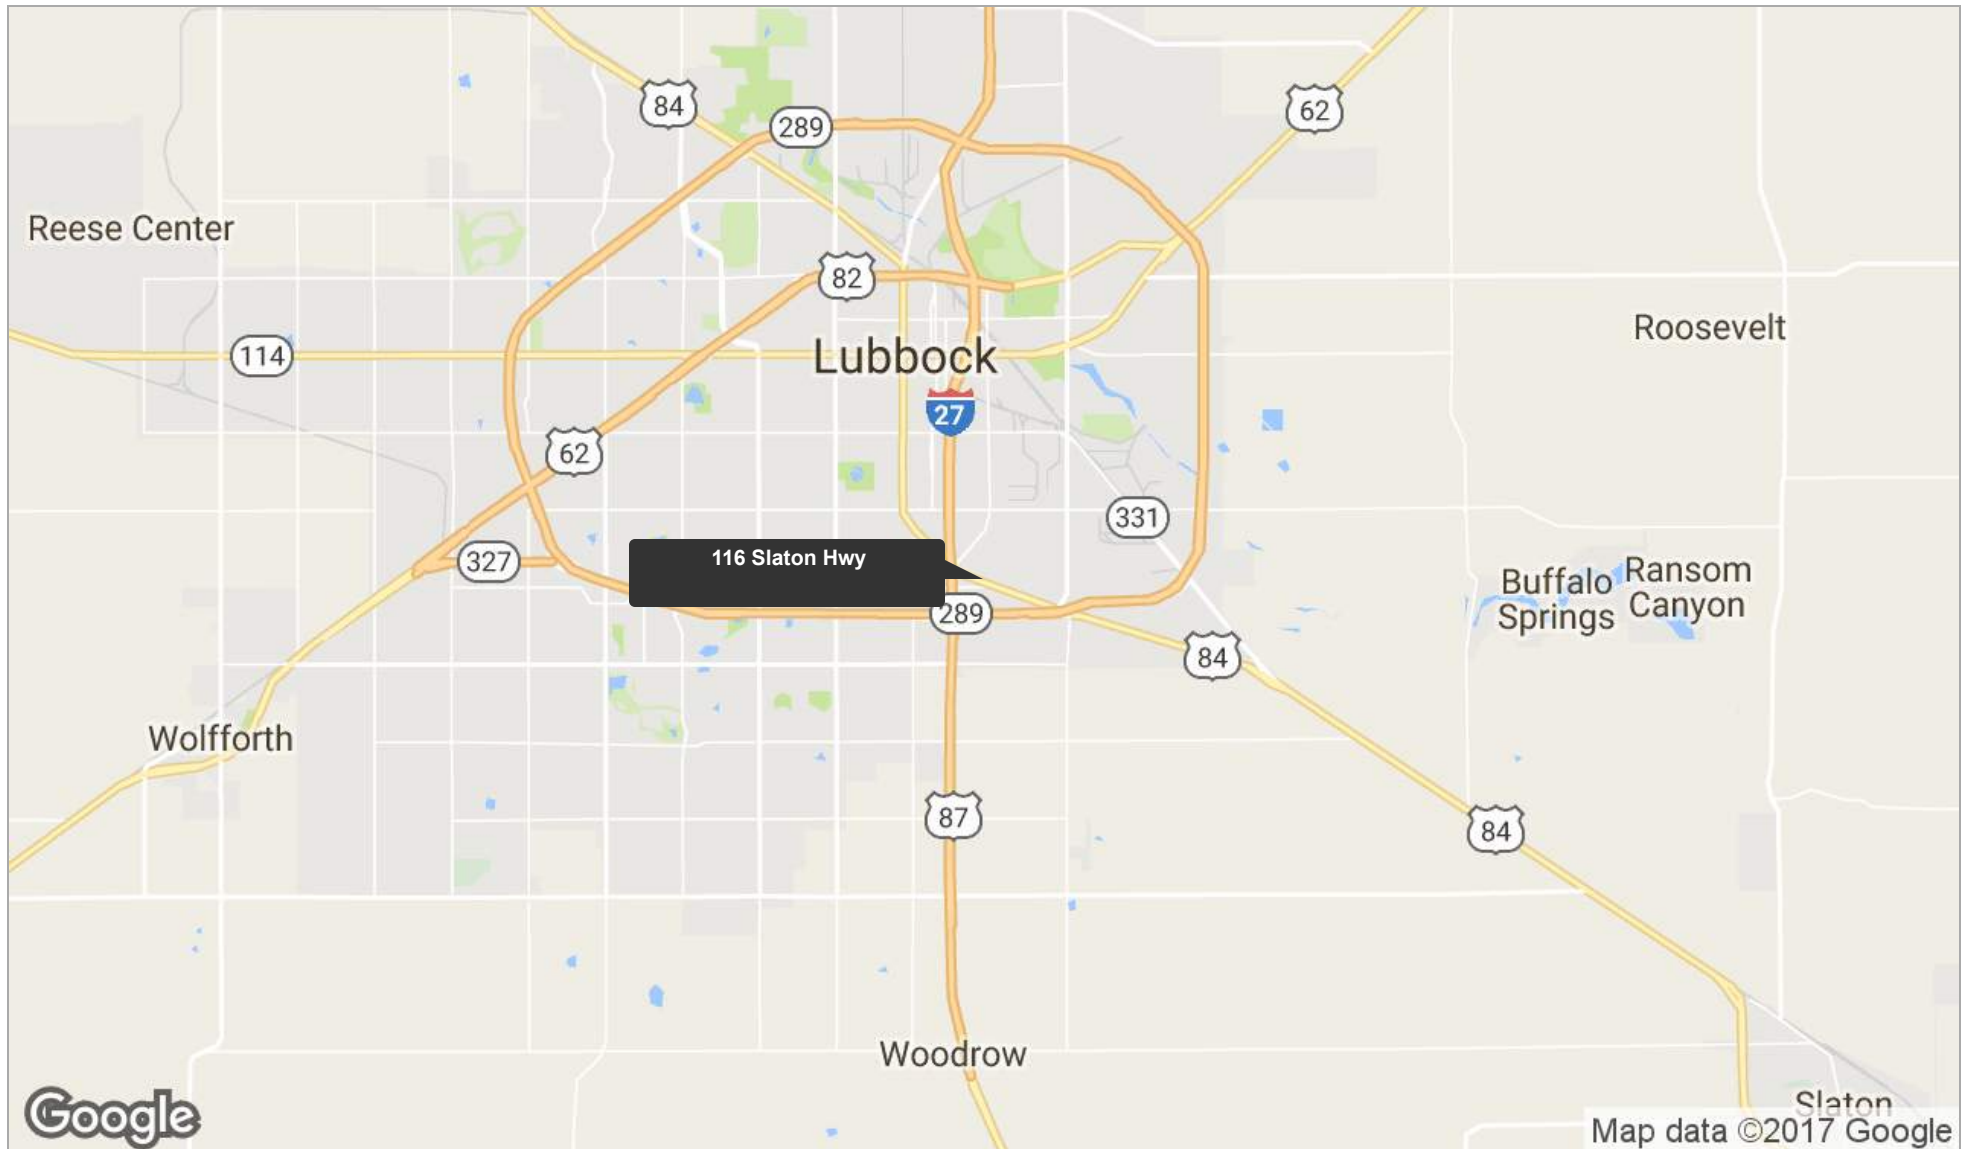 84
62
289
Reese Center
82
Roosevelt
114
Lubbock
27
62
331
116 Slaton Hwy
327
Buffalo
Springs
Ransom
Canyon
289
84
Wolfforth
87
84
Woodrow
Slaton
Google
Map data ©2017 Google